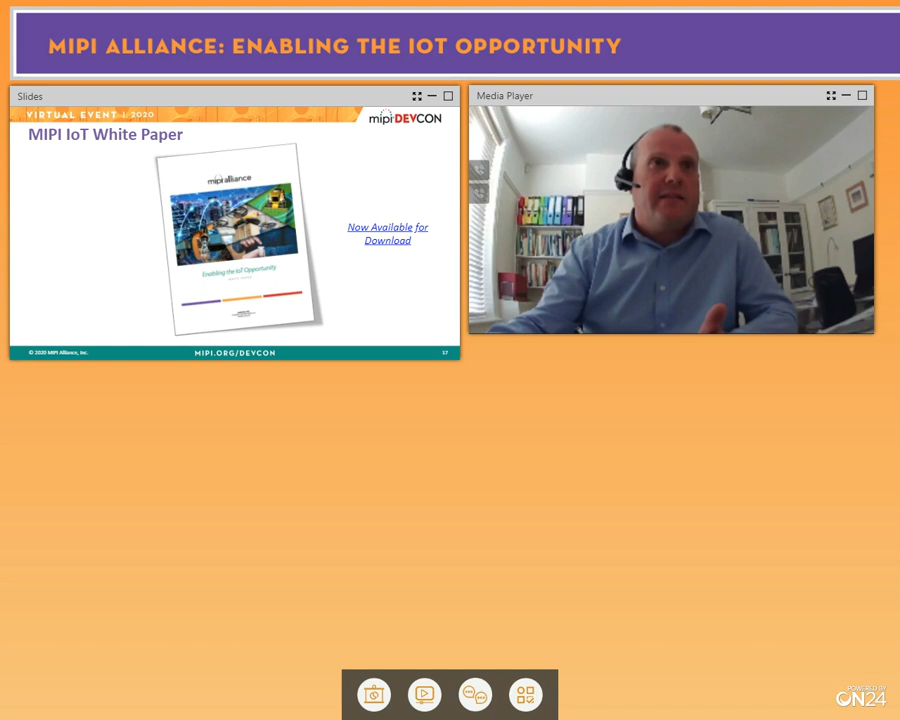 MIPI ALLIANCE: ENABLING THE IOT OPPORTUNITY
Slides
VIRTUAL EVENT | 2020
mipi DEVCON
MIPI IoT White Paper
mipi alliance
Enabling the IoT Opportunity
Now Available for
Download
© 2020 MIPI Alliance, Inc.
MIPI.ORG/DEVCON
17
Media Player
POWERED BY
ON24